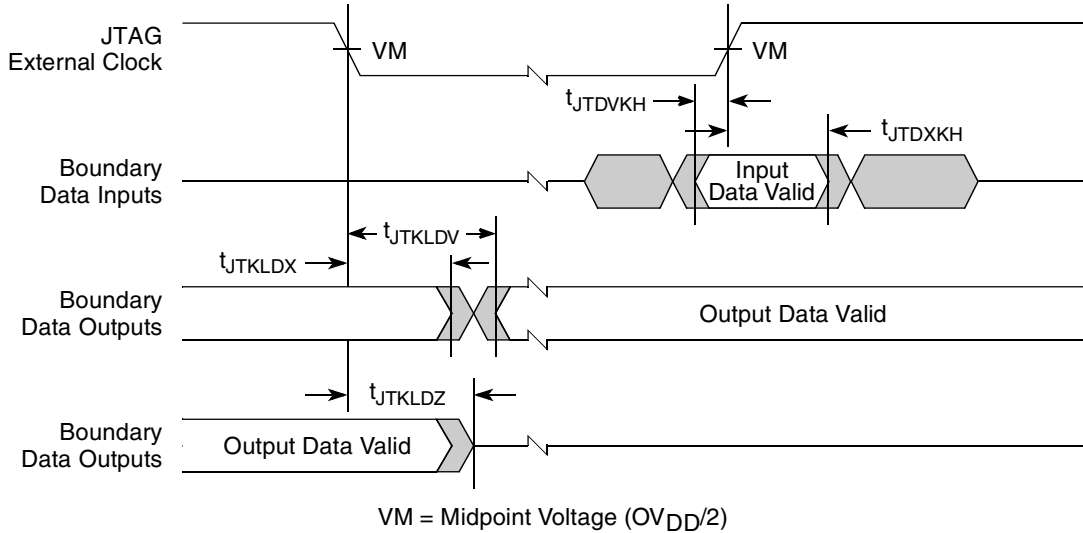 JTAG
External Clock
VM
VM
tJTDVKH
tJTDXKH
Boundary
Data Inputs
Input
Data Valid
tJTKLDV
tJTKLDX
Boundary
Data Outputs
Output Data Valid
tJTKLDZ
Boundary
Data Outputs
Output Data Valid
VM = Midpoint Voltage (OVDD/2)